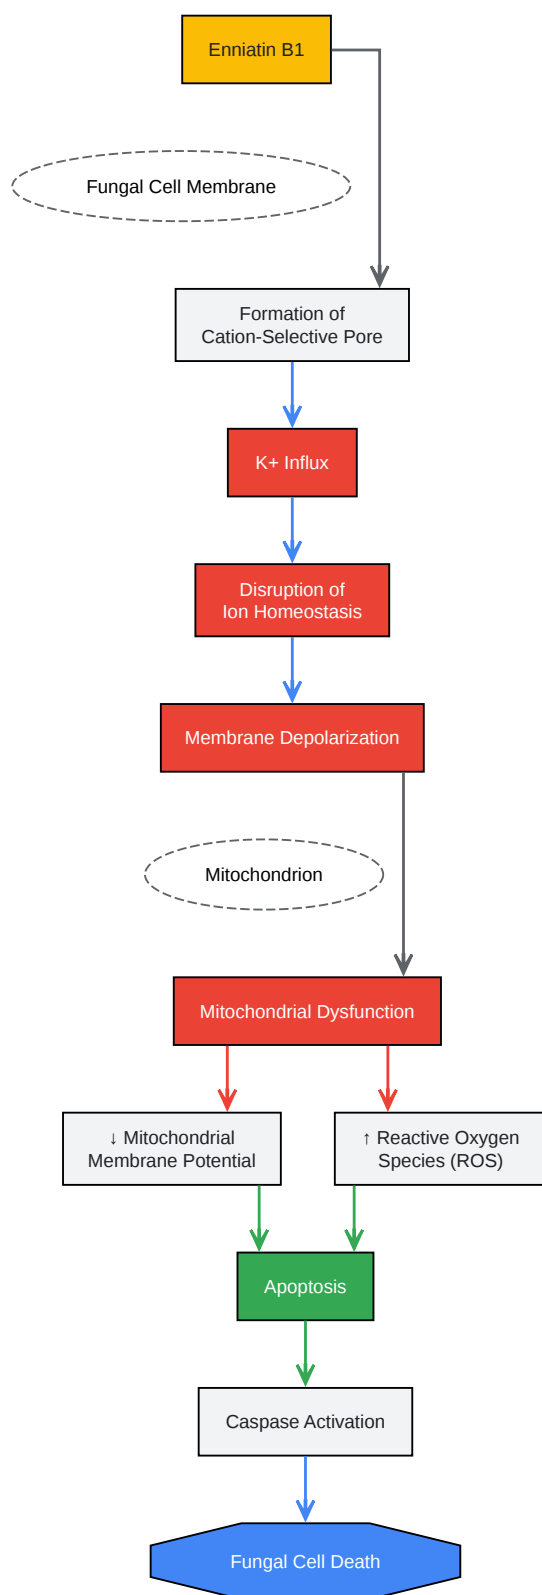 Enniatin B1
Fungal Cell Membrane
Formation of
Cation-Selective Pore
K+ Influx
Disruption of
Ion Homeostasis
Membrane Depolarization
Mitochondrion
Mitochondrial Dysfunction
↓ Mitochondrial
Membrane Potential
↑ Reactive Oxygen
Species (ROS)
Apoptosis
Caspase Activation
Fungal Cell Death